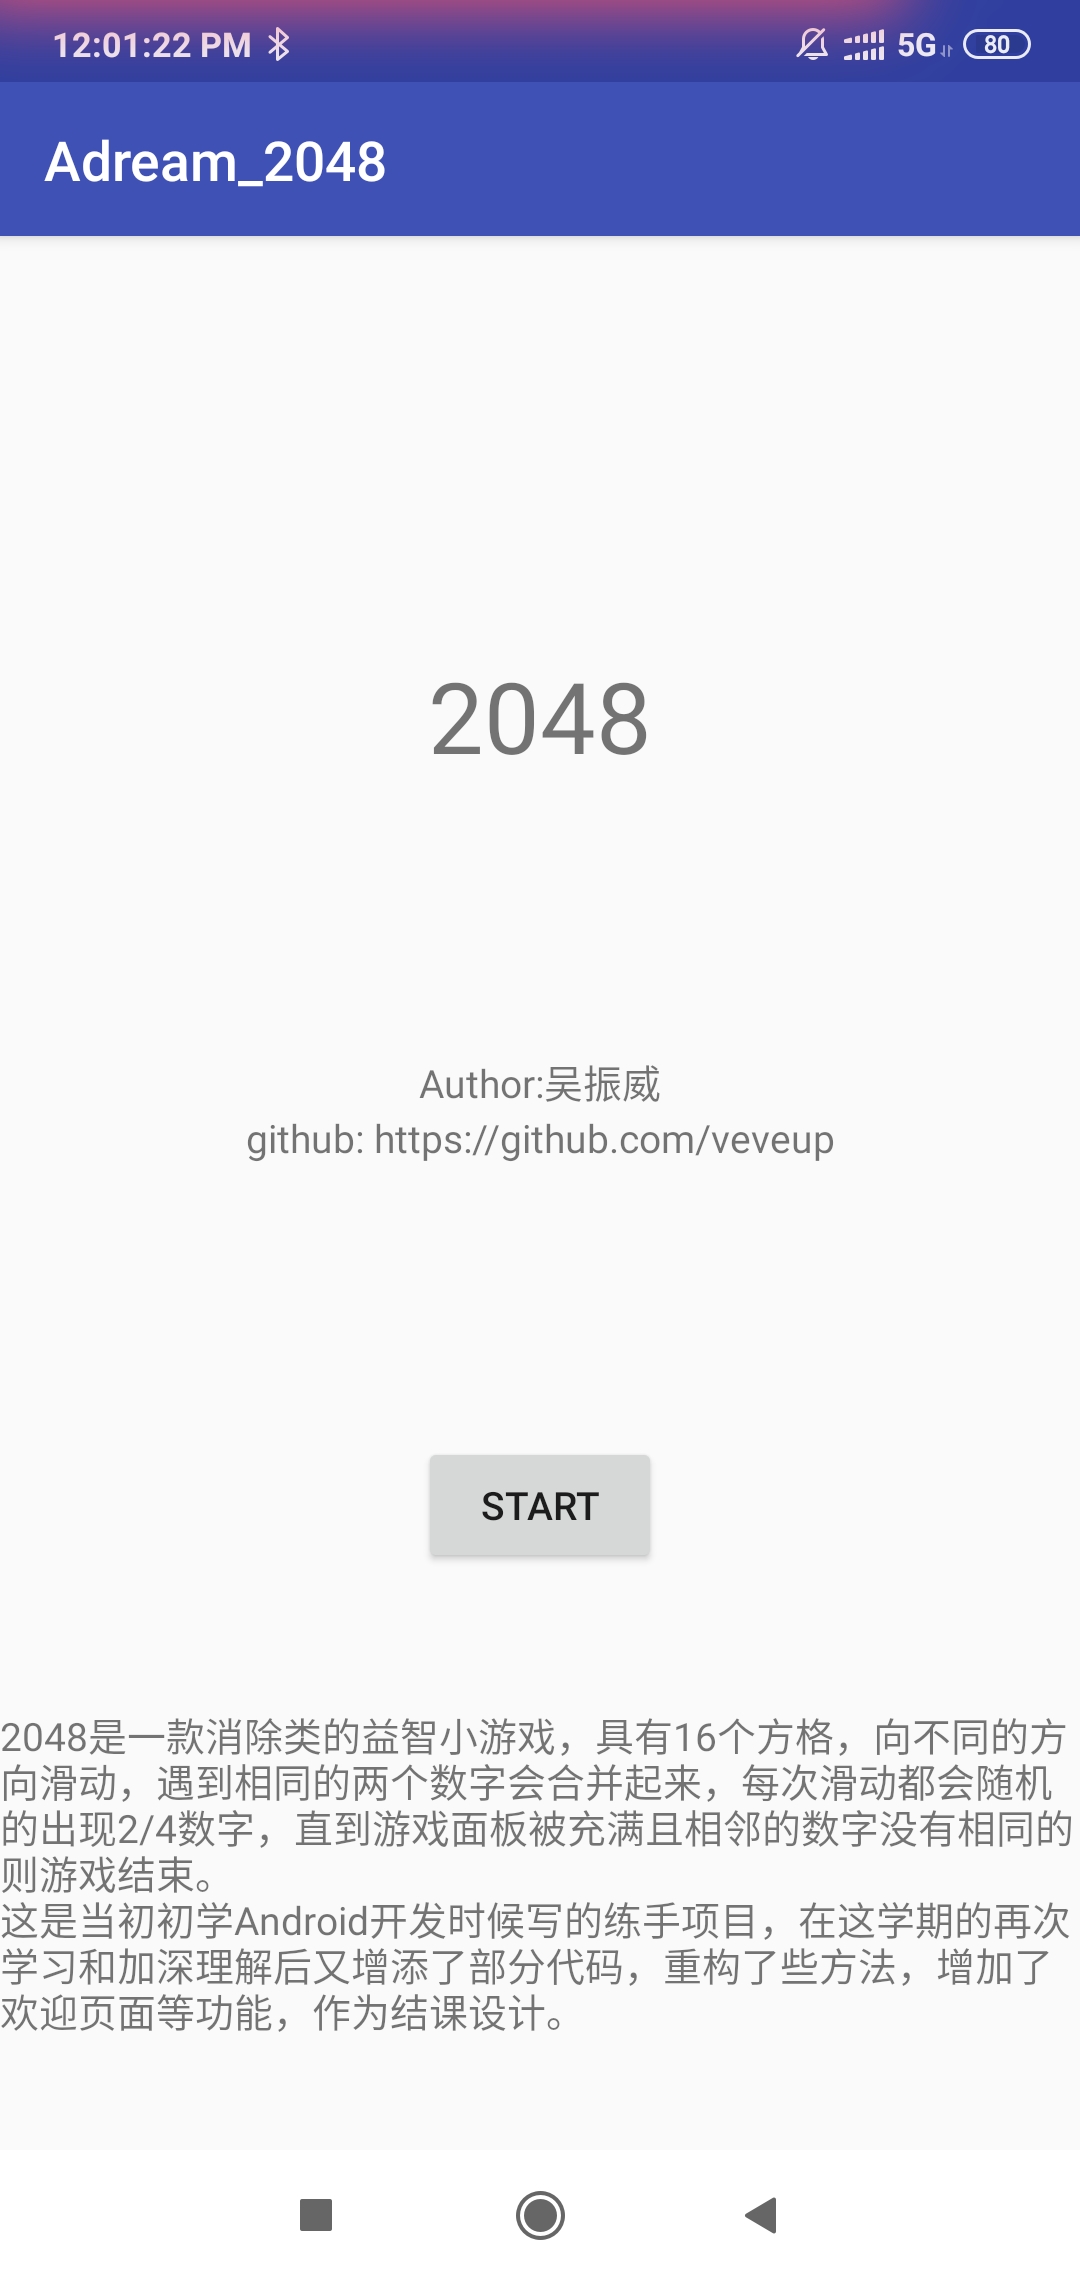 12:01:22 PM
5G
80
Adream_2048
2048
Author:吴振威
github: https://github.com/veveup
START
2048是一款消除类的益智小游戏，具有16个方格，向不同的方
向滑动，遇到相同的两个数字会合并起来，每次滑动都会随机
的出现2/4数字，直到游戏面板被充满且相邻的数字没有相同的
则游戏结束。
这是当初初学Android开发时候写的练手项目，在这学期的再次
学习和加深理解后又增添了部分代码，重构了些方法，增加了
欢迎页面等功能，作为结课设计。